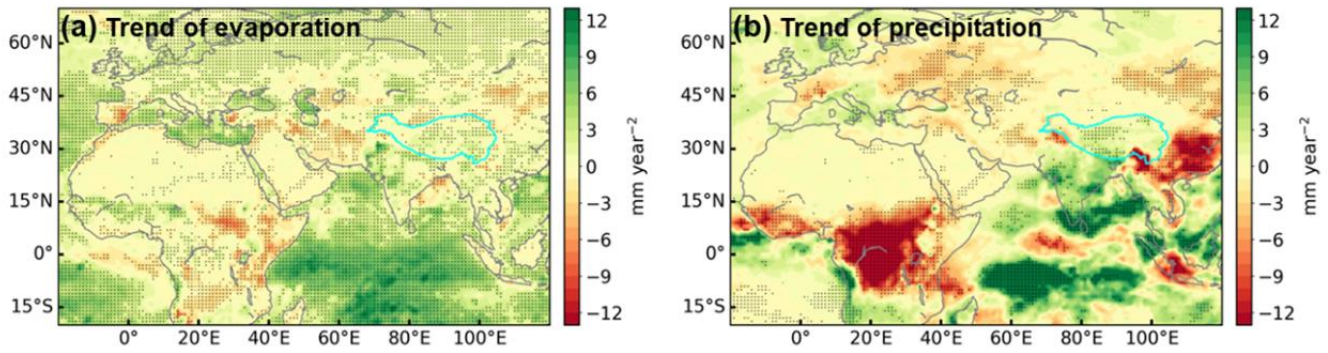 (a) Trend of evaporation
60°N
45°N
30°N
15°N
0°
15°S
0°
20°E
40°E
60°E
80°E
100°E
12
9
6
3
0
−3
−6
−9
−12
mm year⁻²
(b) Trend of precipitation
60°N
45°N
30°N
15°N
0°
15°S
0°
20°E
40°E
60°E
80°E
100°E
12
9
6
3
0
−3
−6
−9
−12
mm year⁻²